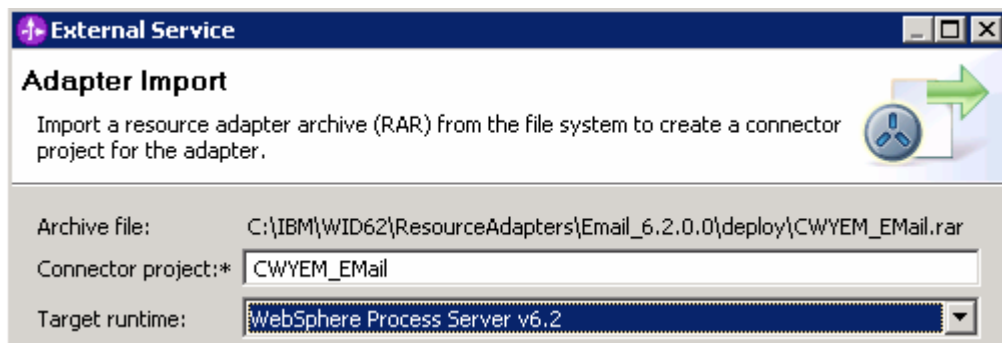 External Service
Adapter Import
Import a resource adapter archive (RAR) from the file system to create a connector
project for the adapter.
Archive file: C:\IBM\WID62\ResourceAdapters\Email_6.2.0.0\deploy\CWYEM_EMail.rar
Connector project:* CWYEM_EMail
Target runtime: WebSphere Process Server v6.2